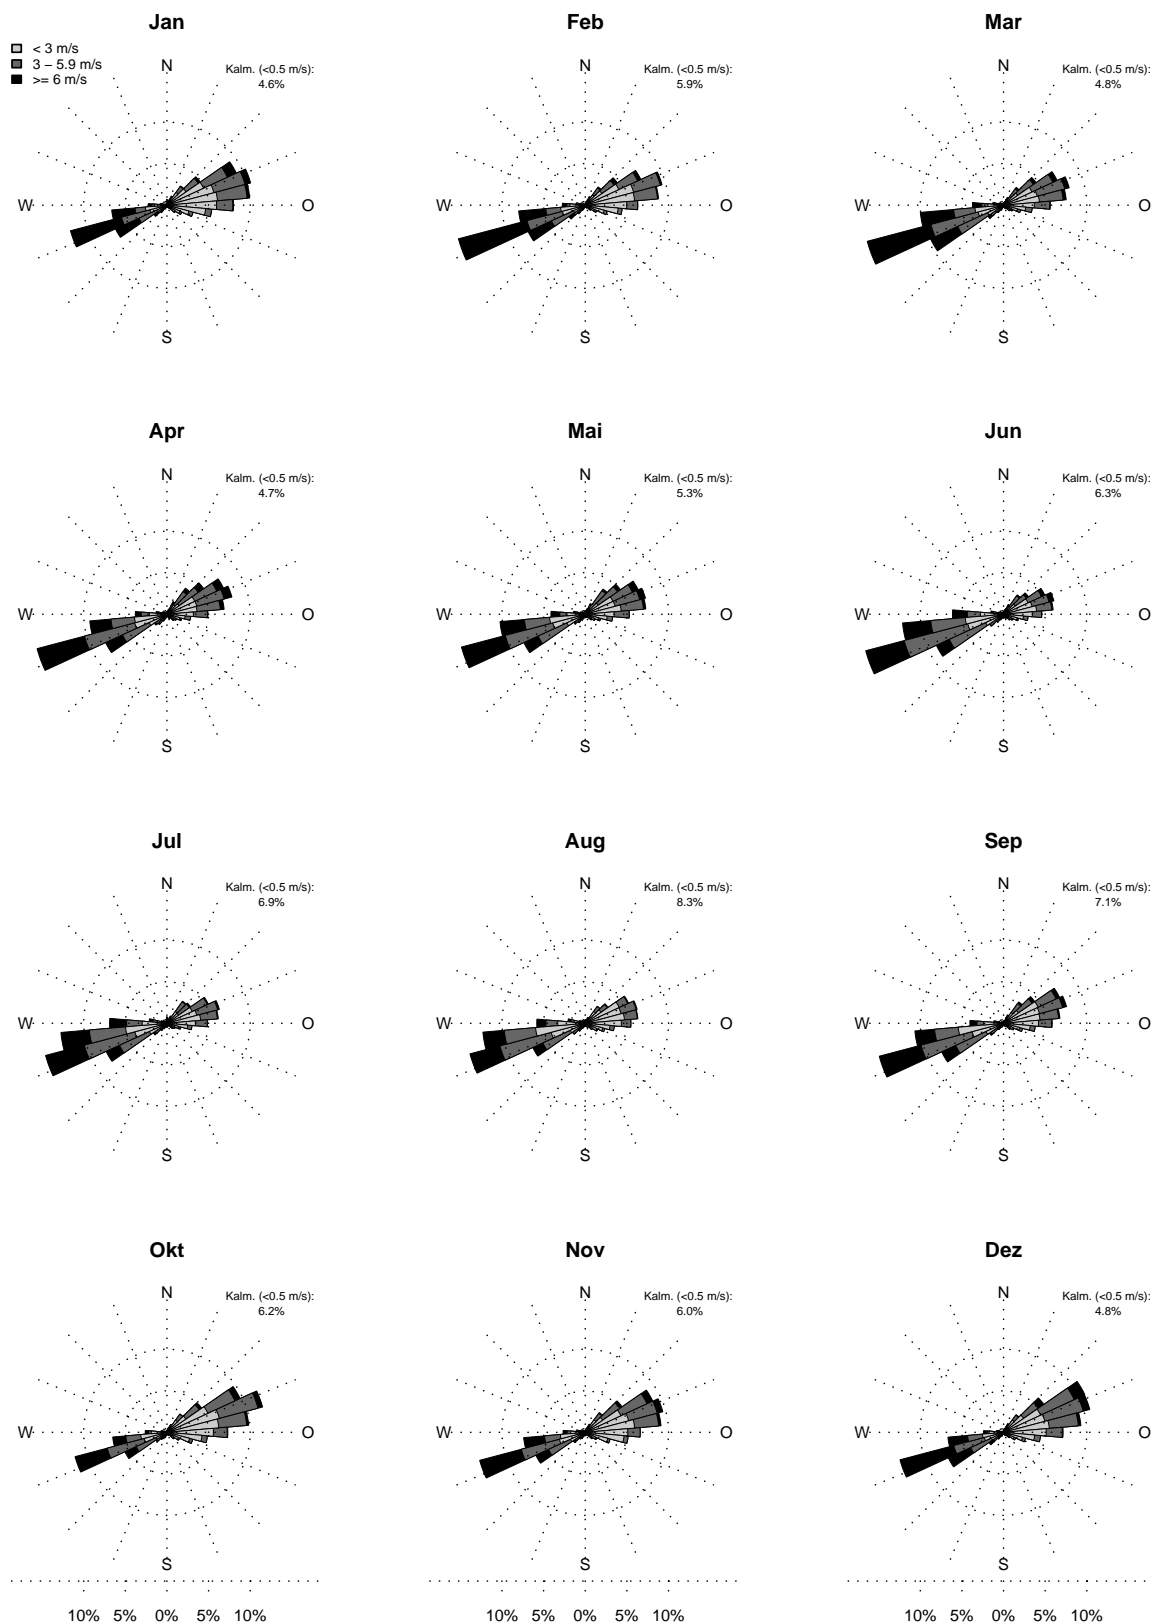 Jan
Feb
Mar
< 3 m/s
3 – 5.9 m/s
>= 6 m/s
N
Kalm. (<0.5 m/s):
4.6%
W
O
S
N
Kalm. (<0.5 m/s):
5.9%
W
O
S
N
Kalm. (<0.5 m/s):
4.8%
W
O
S
Apr
Mai
Jun
N
Kalm. (<0.5 m/s):
4.7%
W
O
S
N
Kalm. (<0.5 m/s):
5.3%
W
O
S
N
Kalm. (<0.5 m/s):
6.3%
W
O
S
Jul
Aug
Sep
N
Kalm. (<0.5 m/s):
6.9%
W
O
S
N
Kalm. (<0.5 m/s):
8.3%
W
O
S
N
Kalm. (<0.5 m/s):
7.1%
W
O
S
Okt
Nov
Dez
N
Kalm. (<0.5 m/s):
6.2%
W
O
S
N
Kalm. (<0.5 m/s):
6.0%
W
O
S
N
Kalm. (<0.5 m/s):
4.8%
W
O
S
10% 5% 0% 5% 10%
10% 5% 0% 5% 10%
10% 5% 0% 5% 10%